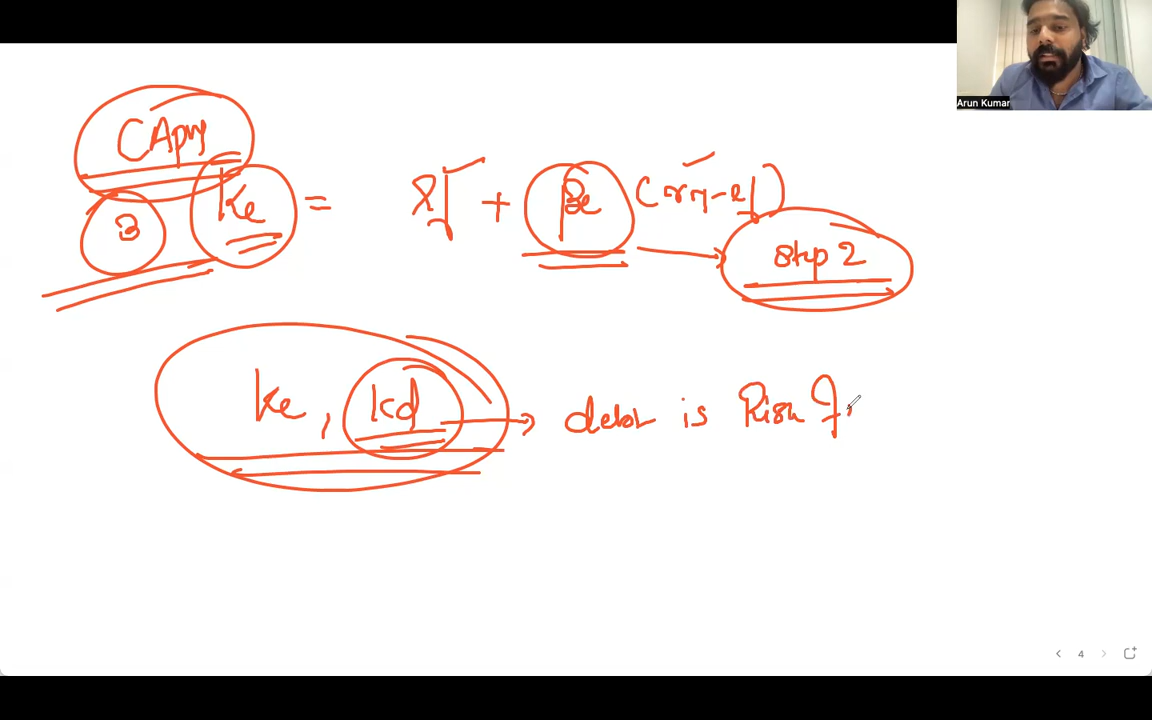 Arun Kumar
CAPM
3 Ke = rf + βe (rm-rf)
step 2
Ke, Kd → debt is Risk f
4